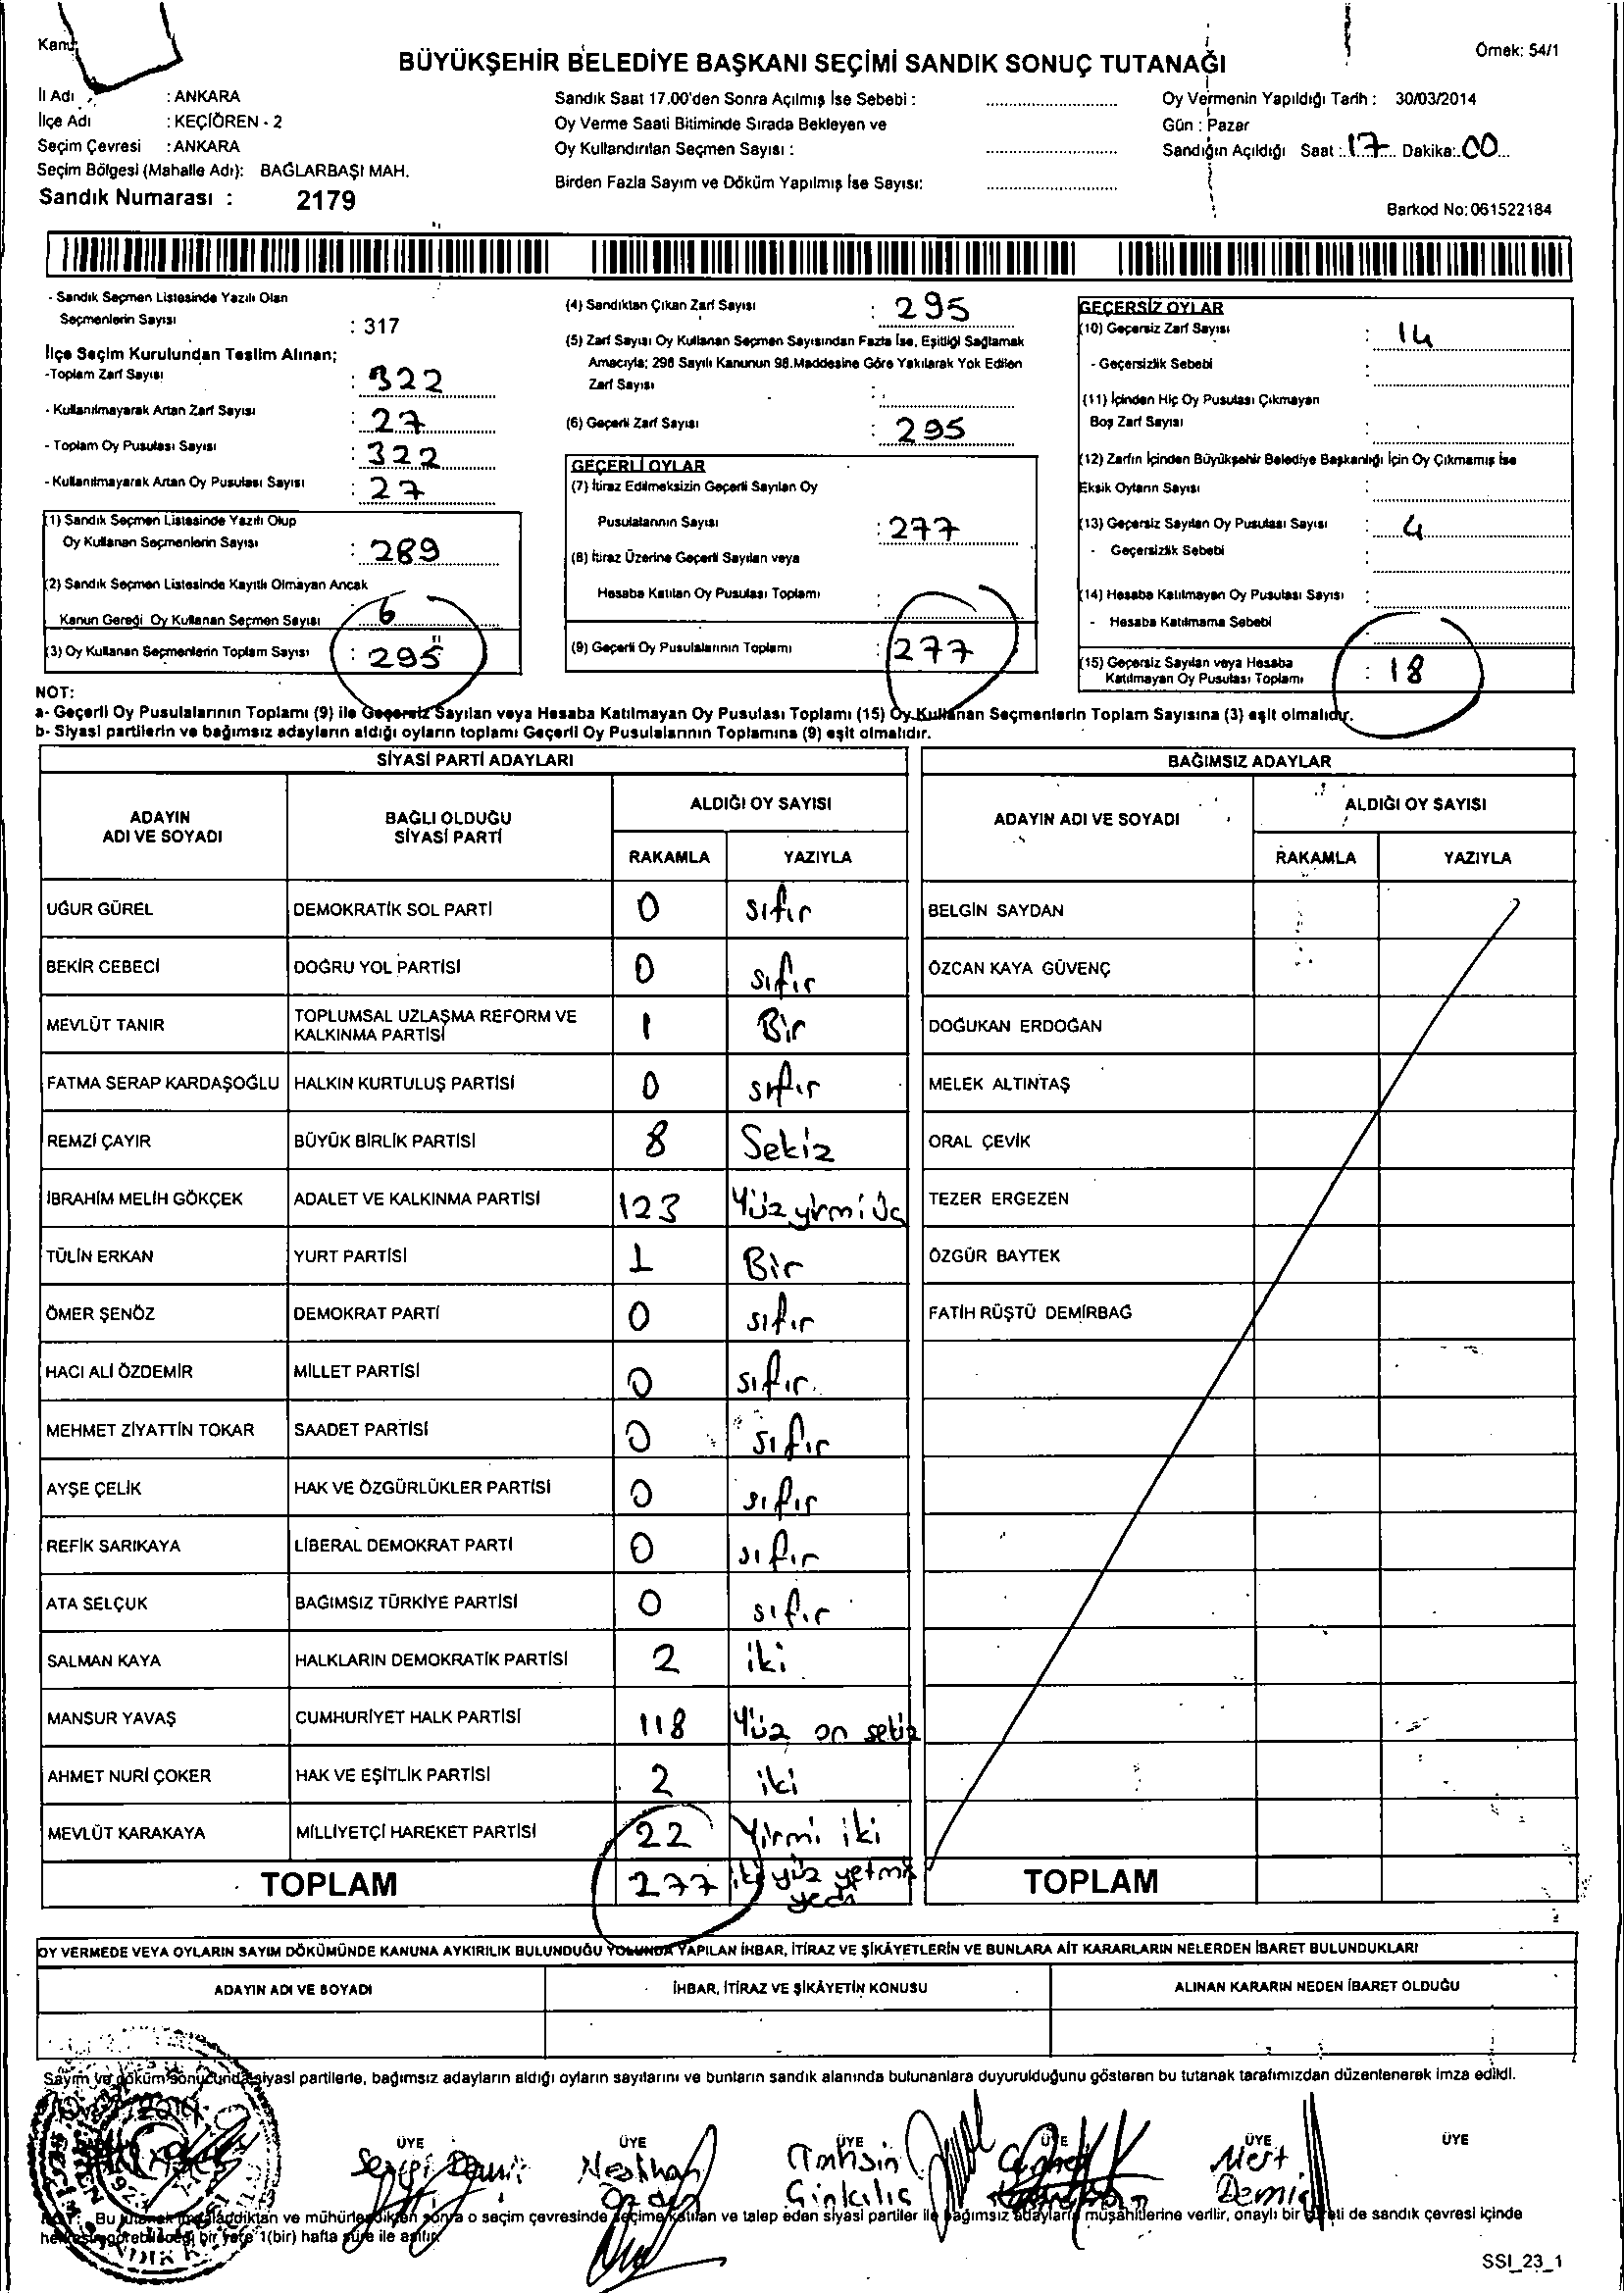 Örnek: 54/1
BÜYÜKŞEHİR BELEDİYE BAŞKANI SEÇİMİ SANDIK SONUÇ TUTANAĞI
İl Adı : ANKARA
İlçe Adı : KEÇİÖREN - 2
Seçim Çevresi : ANKARA
Seçim Bölgesi (Mahalle Adı): BAĞLARBAŞI MAH.
Sandık Numarası : 2179
Sandık Saat 17.00'den Sonra Açılmış İse Sebebi :
Oy Verme Saati Bitiminde Sırada Bekleyen ve
Oy Kullandırılan Seçmen Sayısı :
Birden Fazla Sayım ve Döküm Yapılmış İse Sayısı:
Oy Vermenin Yapıldığı Tarih : 30/03/2014
Gün : Pazar
Sandığın Açıldığı Saat : 17 Dakika: 00
Barkod No: 061522184
- Sandık Seçmen Listesinde Yazılı Olan
Seçmenlerin Sayısı : 317
İlçe Seçim Kurulundan Teslim Alınan;
-Toplam Zarf Sayısı : 322
- Kullanılmayarak Artan Zarf Sayısı : 27
- Toplam Oy Pusulası Sayısı : 322
- Kullanılmayarak Artan Oy Pusulası Sayısı : 27
(1) Sandık Seçmen Listesinde Yazılı Olup
Oy Kullanan Seçmenlerin Sayısı : 289
(2) Sandık Seçmen Listesinde Kayıtlı Olmayan Ancak
Kanun Gereği Oy Kullanan Seçmen Sayısı 6
(3) Oy Kullanan Seçmenlerin Toplam Sayısı : 295
(4) Sandıktan Çıkan Zarf Sayısı : 295
(5) Zarf Sayısı Oy Kullanan Seçmen Sayısından Fazla İse, Eşitliği Sağlamak
Amacıyla; 298 Sayılı Kanunun 98.Maddesine Göre Yakılarak Yok Edilen
Zarf Sayısı :
(6) Geçerli Zarf Sayısı : 295
GEÇERLİ OYLAR
(7) İtiraz Edilmeksizin Geçerli Sayılan Oy
Pusulalarının Sayısı : 277
(8) İtiraz Üzerine Geçerli Sayılan veya
Hesaba Katılan Oy Pusulası Toplamı :
(9) Geçerli Oy Pusulalarının Toplamı : 277
GEÇERSİZ OYLAR
(10) Geçersiz Zarf Sayısı : 14
- Geçersizlik Sebebi :
(11) İçinden Hiç Oy Pusulası Çıkmayan
Boş Zarf Sayısı :
(12) Zarfın İçinden Büyükşehir Belediye Başkanlığı İçin Oy Çıkmamış İse
Eksik Oyların Sayısı :
(13) Geçersiz Sayılan Oy Pusulası Sayısı : 4
- Geçersizlik Sebebi :
(14) Hesaba Katılmayan Oy Pusulası Sayısı :
- Hesaba Katılmama Sebebi
(15) Geçersiz Sayılan veya Hesaba
Katılmayan Oy Pusulası Toplamı : 18
NOT:
a- Geçerli Oy Pusulalarının Toplamı (9) ile Geçersiz Sayılan veya Hesaba Katılmayan Oy Pusulası Toplamı (15) Oy Kullanan Seçmenlerin Toplam Sayısına (3) eşit olmalıdır.
b- Siyasi partilerin ve bağımsız adayların aldığı oyların toplamı Geçerli Oy Pusulalarının Toplamına (9) eşit olmalıdır.
SİYASİ PARTİ ADAYLARI
ADAYIN ADI VE SOYADI BAĞLI OLDUĞU SİYASİ PARTİ ALDIĞI OY SAYISI
RAKAMLA YAZIYLA
UĞUR GÜREL DEMOKRATİK SOL PARTİ 0 sıfır
BEKİR CEBECİ DOĞRU YOL PARTİSİ 0 sıfır
MEVLÜT TANIR TOPLUMSAL UZLAŞMA REFORM VE KALKINMA PARTİSİ 1 Bir
FATMA SERAP KARDAŞOĞLU HALKIN KURTULUŞ PARTİSİ 0 sıfır
REMZİ ÇAYIR BÜYÜK BİRLİK PARTİSİ 8 Sekiz
İBRAHİM MELİH GÖKÇEK ADALET VE KALKINMA PARTİSİ 123 Yüz yirmi üç
TÜLİN ERKAN YURT PARTİSİ 1 Bir
ÖMER ŞENÖZ DEMOKRAT PARTİ 0 sıfır
HACI ALİ ÖZDEMİR MİLLET PARTİSİ 0 sıfır
MEHMET ZİYATTİN TOKAR SAADET PARTİSİ 0 sıfır
AYŞE ÇELİK HAK VE ÖZGÜRLÜKLER PARTİSİ 0 sıfır
REFİK SARIKAYA LİBERAL DEMOKRAT PARTİ 0 sıfır
ATA SELÇUK BAĞIMSIZ TÜRKİYE PARTİSİ 0 sıfır
SALMAN KAYA HALKLARIN DEMOKRATİK PARTİSİ 2 iki
MANSUR YAVAŞ CUMHURİYET HALK PARTİSİ 118 Yüz on sekiz
AHMET NURİ ÇOKER HAK VE EŞİTLİK PARTİSİ 2 iki
MEVLÜT KARAKAYA MİLLİYETÇİ HAREKET PARTİSİ 22 Yirmi iki
TOPLAM 277 iki yüz yetmiş yedi
BAĞIMSIZ ADAYLAR
ADAYIN ADI VE SOYADI ALDIĞI OY SAYISI
RAKAMLA YAZIYLA
BELGİN SAYDAN
ÖZCAN KAYA GÜVENÇ
DOĞUKAN ERDOĞAN
MELEK ALTINTAŞ
ORAL ÇEVİK
TEZER ERGEZEN
ÖZGÜR BAYTEK
FATİH RÜŞTÜ DEMİRBAĞ
TOPLAM
OY VERMEDE VEYA OYLARIN SAYIM DÖKÜMÜNDE KANUNA AYKIRILIK BULUNDUĞU YOLUNDA YAPILAN İHBAR, İTİRAZ VE ŞİKÂYETLERİN VE BUNLARA AİT KARARLARIN NELERDEN İBARET BULUNDUKLARI
ADAYIN ADI VE SOYADI İHBAR, İTİRAZ VE ŞİKÂYETİN KONUSU ALINAN KARARIN NEDEN İBARET OLDUĞU
Sayım ve döküm sonucunda siyasi partilerle, bağımsız adayların aldığı oyların sayılarını ve bunların sandık alanında bulunanlara duyurulduğunu gösteren bu tutanak tarafımızdan düzenlenerek imza edildi.
ÜYE ÜYE ÜYE ÜYE ÜYE ÜYE
Neslihan Mert
Demir
Bu tutanak imzalandıktan ve mühürlendikten sonra o seçim çevresinde seçime katılan ve talep eden siyasi partiler ile bağımsız adayların müşahitlerine verilir, onaylı bir sureti de sandık çevresi içinde
herkesin görebileceği bir yere 1(bir) hafta süre ile asılır.
SSI_23_1